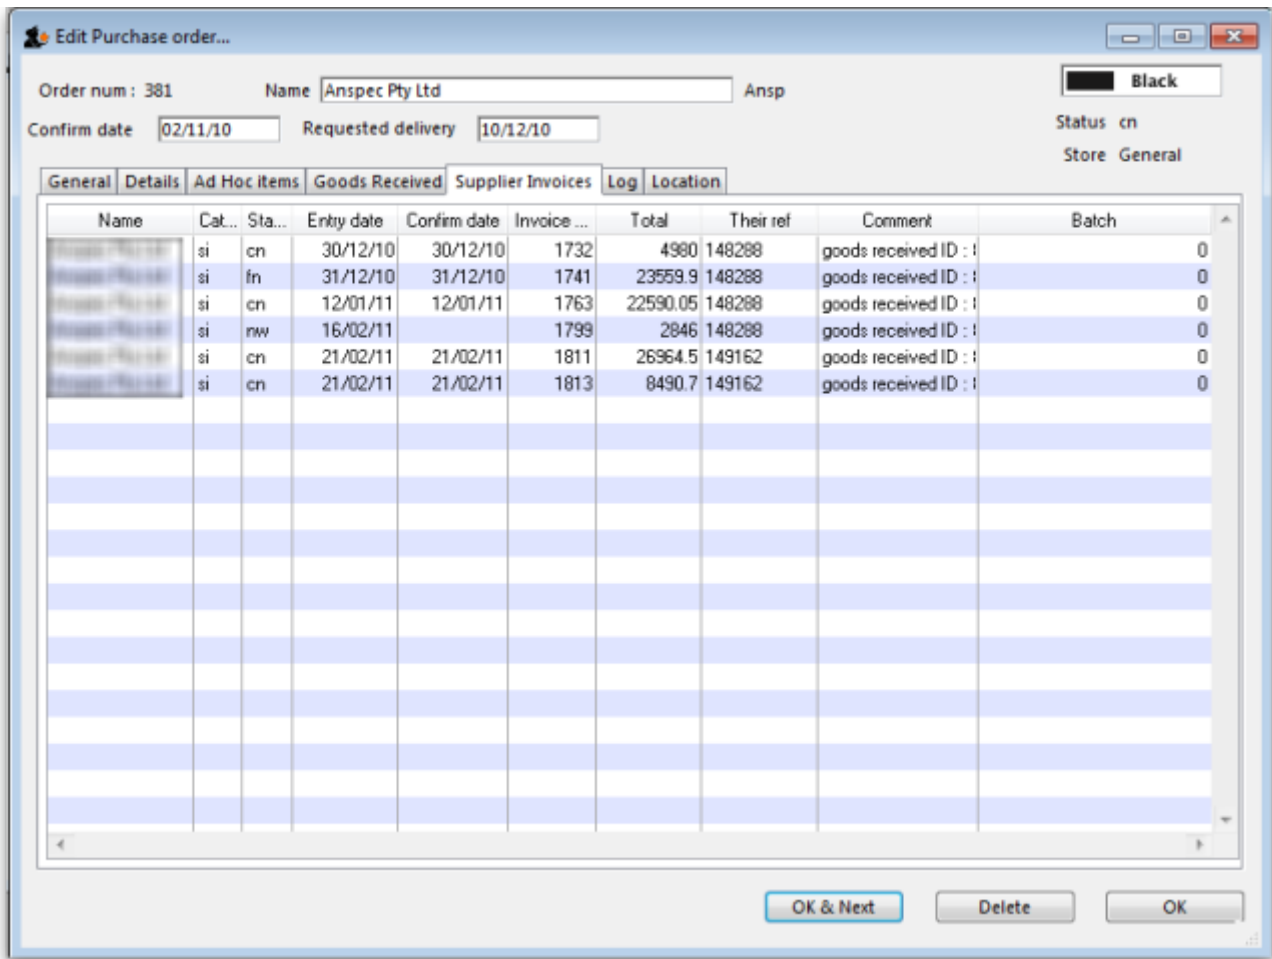 Edit Purchase order...
Order num : 381 Name Anspec Pty Ltd Ansp Black
Confirm date 02/11/10 Requested delivery 10/12/10 Status cn
Store General
General Details Ad Hoc items Goods Received Supplier Invoices Log Location
Name Cat... Sta... Entry date Confirm date Invoice ... Total Their ref Comment Batch
si cn 30/12/10 30/12/10 1732 4980 148288 goods received ID : 0
si fn 31/12/10 31/12/10 1741 23559.9 148288 goods received ID : 0
si cn 12/01/11 12/01/11 1763 22590.05 148288 goods received ID : 0
si nw 16/02/11 1799 2846 148288 goods received ID : 0
si cn 21/02/11 21/02/11 1811 26964.5 149162 goods received ID : 0
si cn 21/02/11 21/02/11 1813 8490.7 149162 goods received ID : 0
OK & Next Delete OK